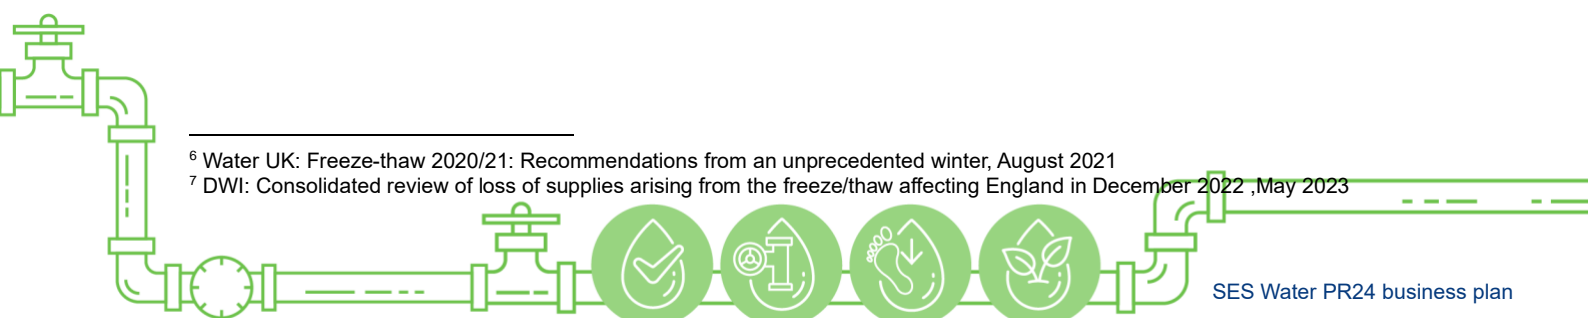 ⁶ Water UK: Freeze-thaw 2020/21: Recommendations from an unprecedented winter, August 2021
⁷ DWI: Consolidated review of loss of supplies arising from the freeze/thaw affecting England in December 2022 ,May 2023
SES Water PR24 business plan